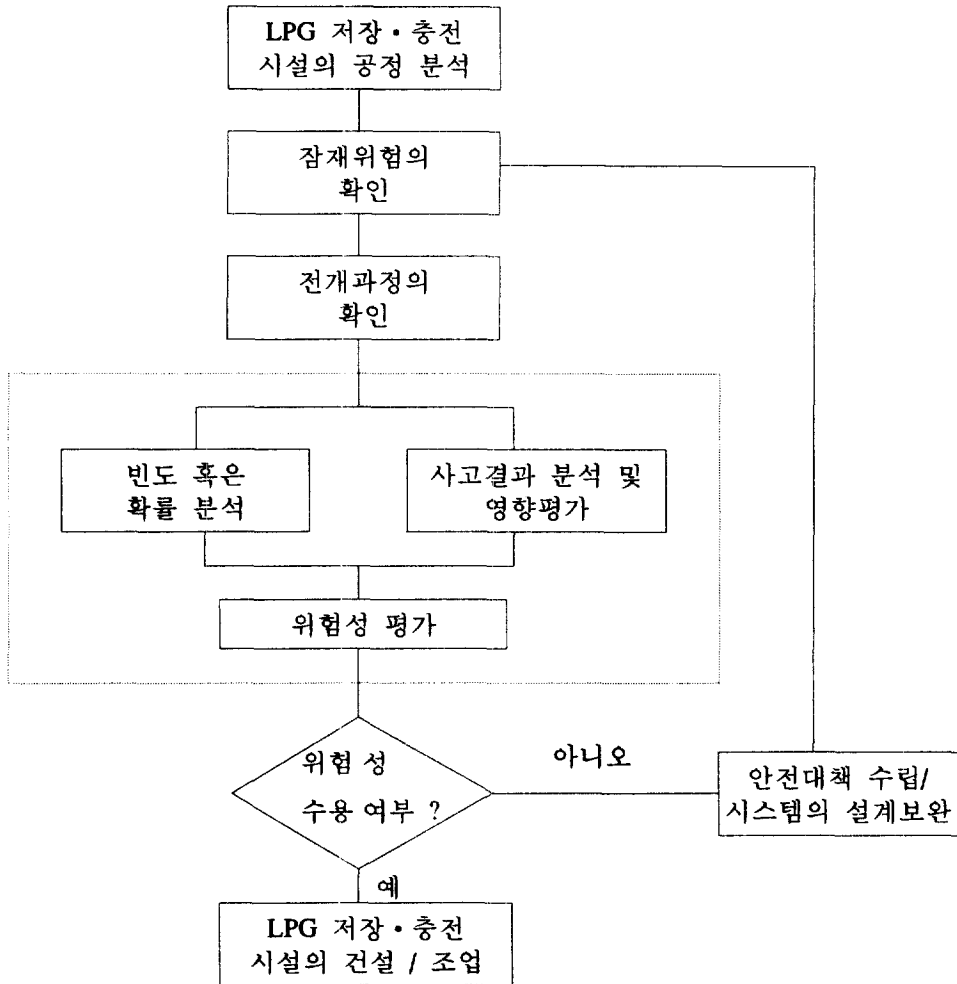 LPG 저장·충전
시설의 공정 분석
잠재위험의
확인
전개과정의
확인
빈도 혹은
확률 분석
사고결과 분석 및
영향평가
위험성 평가
위험성
수용 여부 ?
아니오
안전대책 수립/
시스템의 설계보완
예
LPG 저장·충전
시설의 건설 / 조업